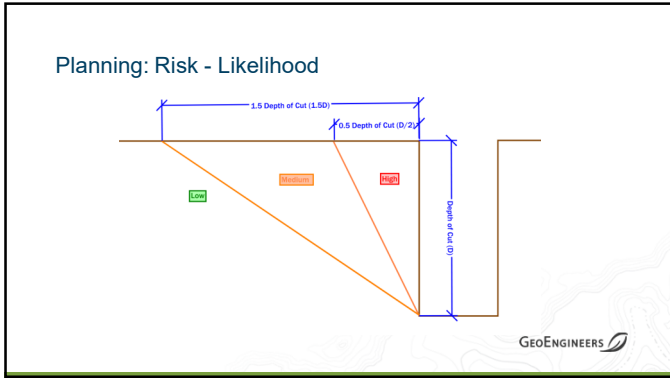 Planning: Risk - Likelihood
1.5 Depth of Cut (1.5D)
0.5 Depth of Cut (D/2)
Medium
High
Low
Depth of Cut (D)
GEOENGINEERS